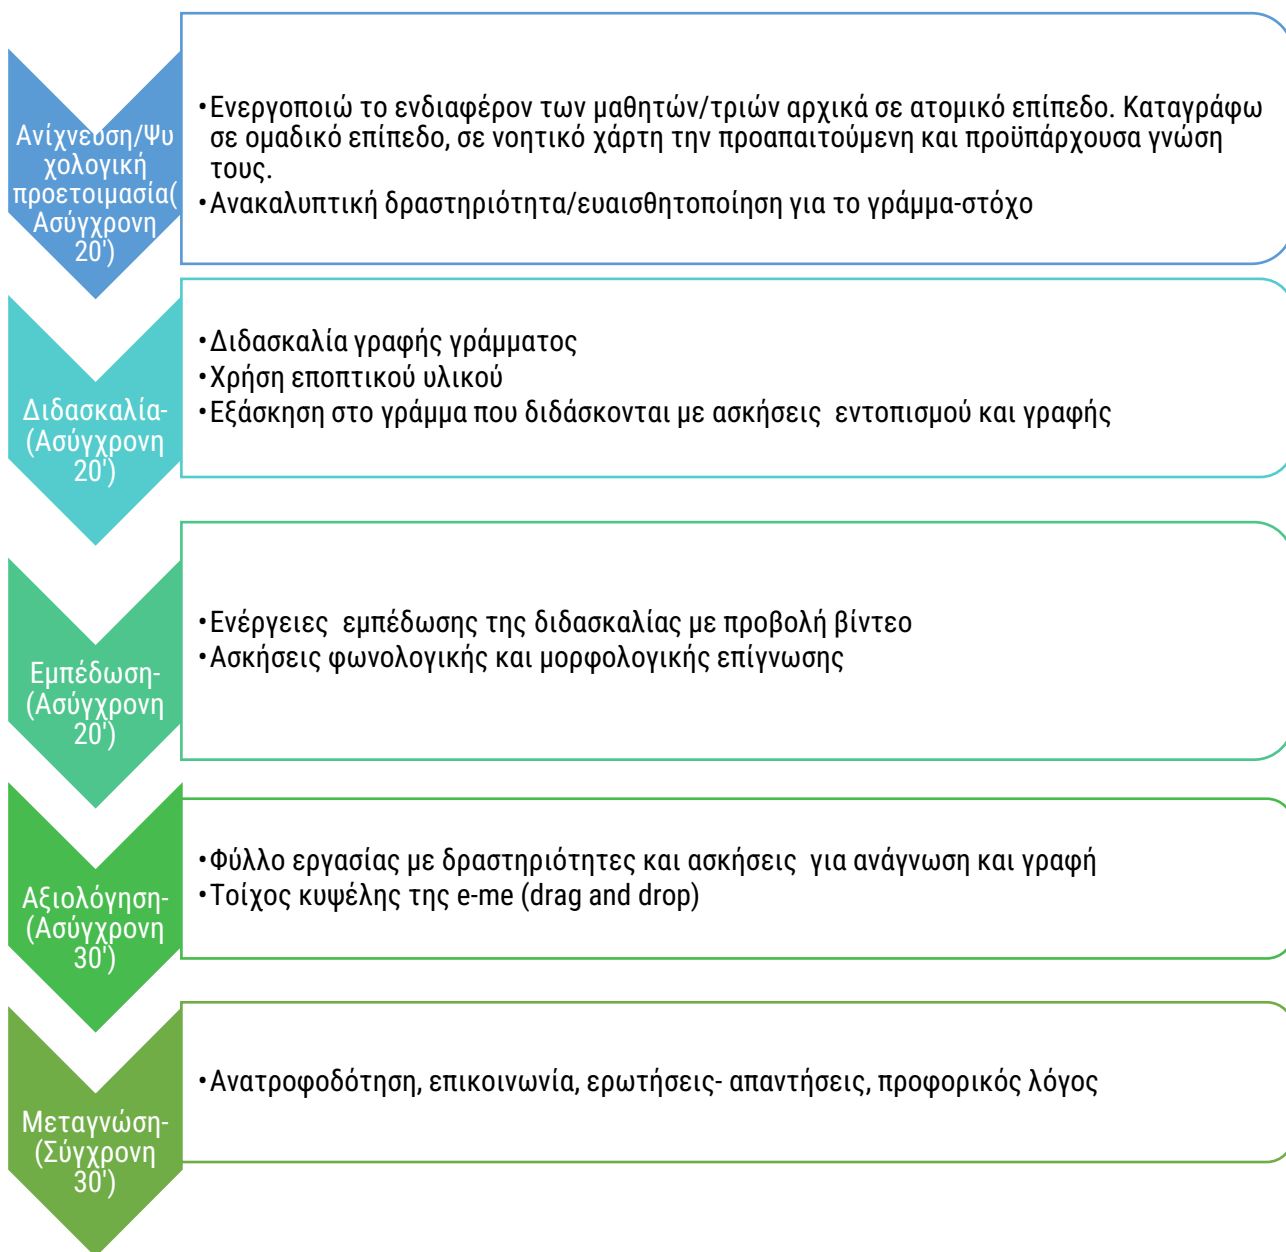 Ανίχνευση/Ψυ
χολογική
προετοιμασία(
Ασύγχρονη
20')
•Ενεργοποιώ το ενδιαφέρον των μαθητών/τριών αρχικά σε ατομικό επίπεδο. Καταγράφω
σε ομαδικό επίπεδο, σε νοητικό χάρτη την προαπαιτούμενη και προϋπάρχουσα γνώση
τους.
•Ανακαλυπτική δραστηριότητα/ευαισθητοποίηση για το γράμμα-στόχο
Διδασκαλία-
(Ασύγχρονη
20')
•Διδασκαλία γραφής γράμματος
•Χρήση εποπτικού υλικού
•Εξάσκηση στο γράμμα που διδάσκονται με ασκήσεις  εντοπισμού και γραφής
Εμπέδωση-
(Ασύγχρονη
20')
•Ενέργειες  εμπέδωσης της διδασκαλίας με προβολή βίντεο
•Ασκήσεις φωνολογικής και μορφολογικής επίγνωσης
Αξιολόγηση-
(Ασύγχρονη
30')
•Φύλλο εργασίας με δραστηριότητες και ασκήσεις  για ανάγνωση και γραφή
•Τοίχος κυψέλης της e-me (drag and drop)
Μεταγνώση-
(Σύγχρονη
30')
•Ανατροφοδότηση, επικοινωνία, ερωτήσεις- απαντήσεις, προφορικός λόγος